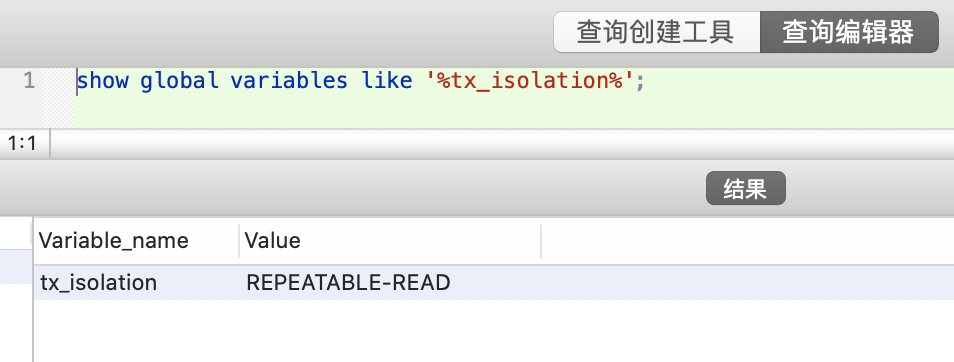 查询创建工具 查询编辑器
1 show global variables like '%tx_isolation%';
1:1
结果
Variable_name Value
tx_isolation REPEATABLE-READ